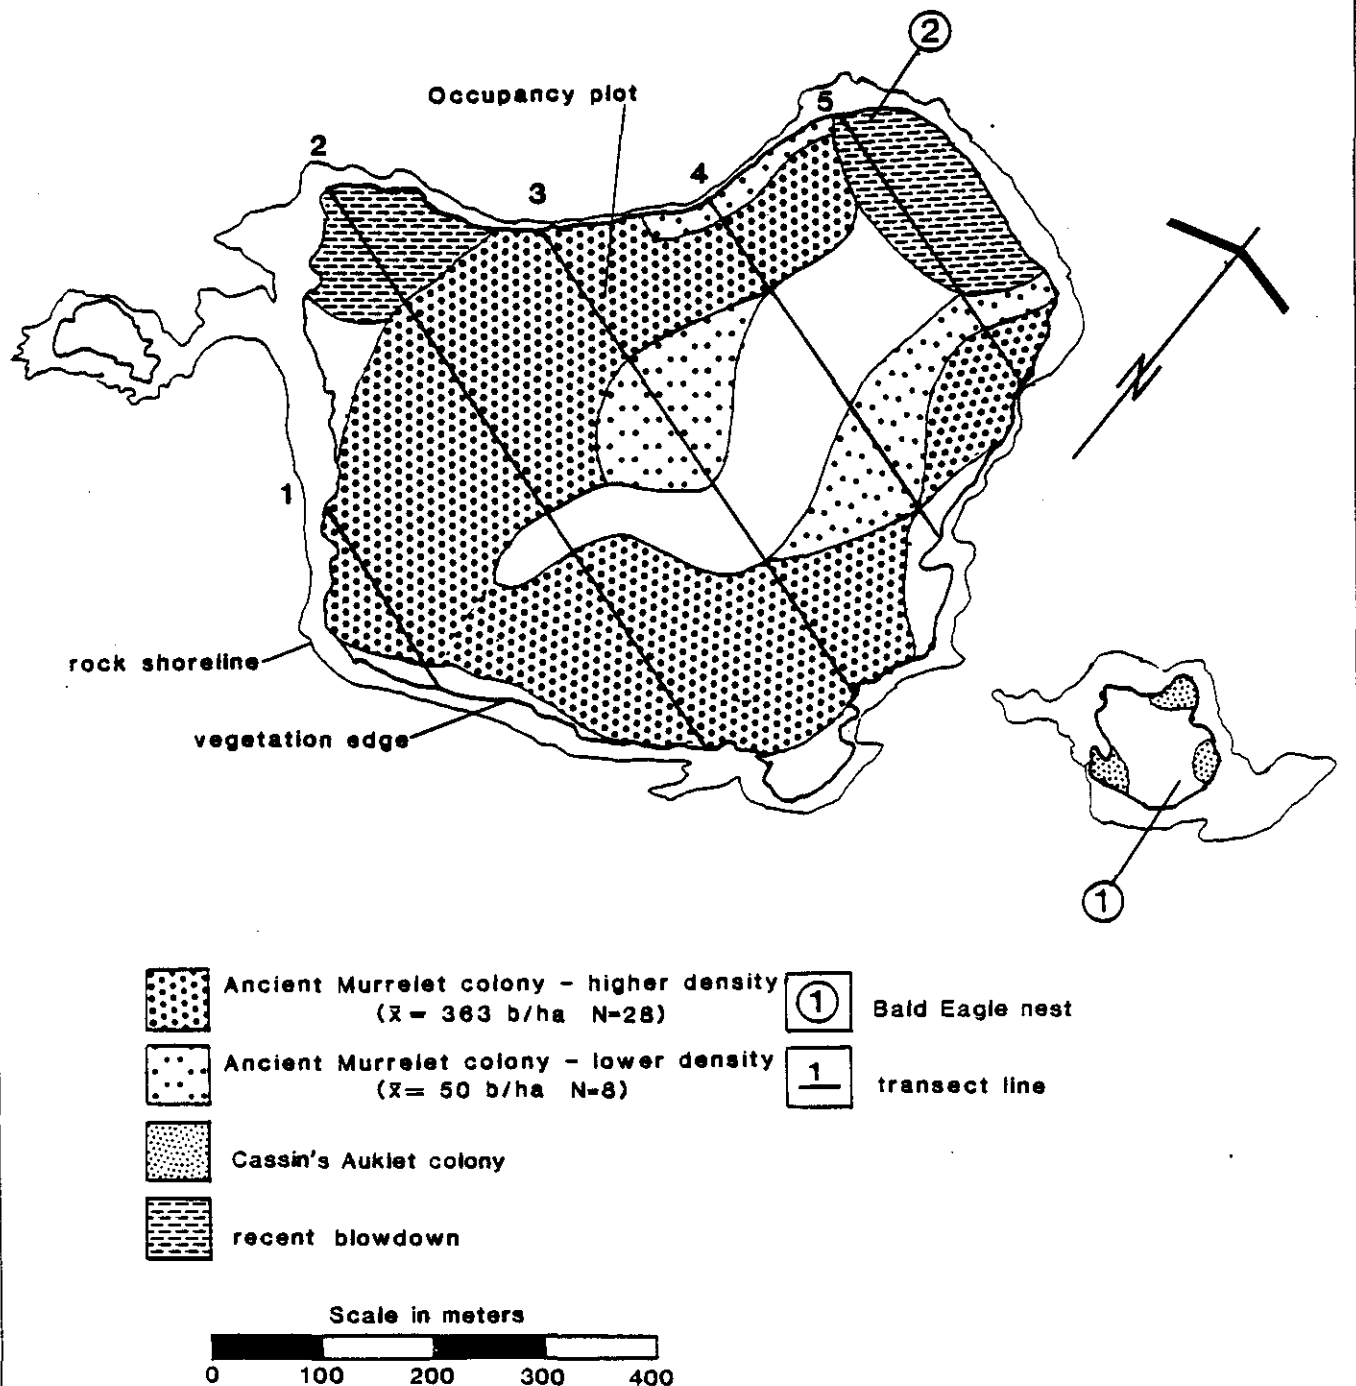 2
Occupancy plot
5
2
4
3
1
N
rock shoreline
vegetation edge
1
Ancient Murrelet colony - higher density
(x̄ = 363 b/ha N=28)
1 Bald Eagle nest
Ancient Murrelet colony - lower density
(x̄= 50 b/ha N=8)
1 transect line
Cassin's Auklet colony
recent blowdown
Scale in meters
0 100 200 300 400